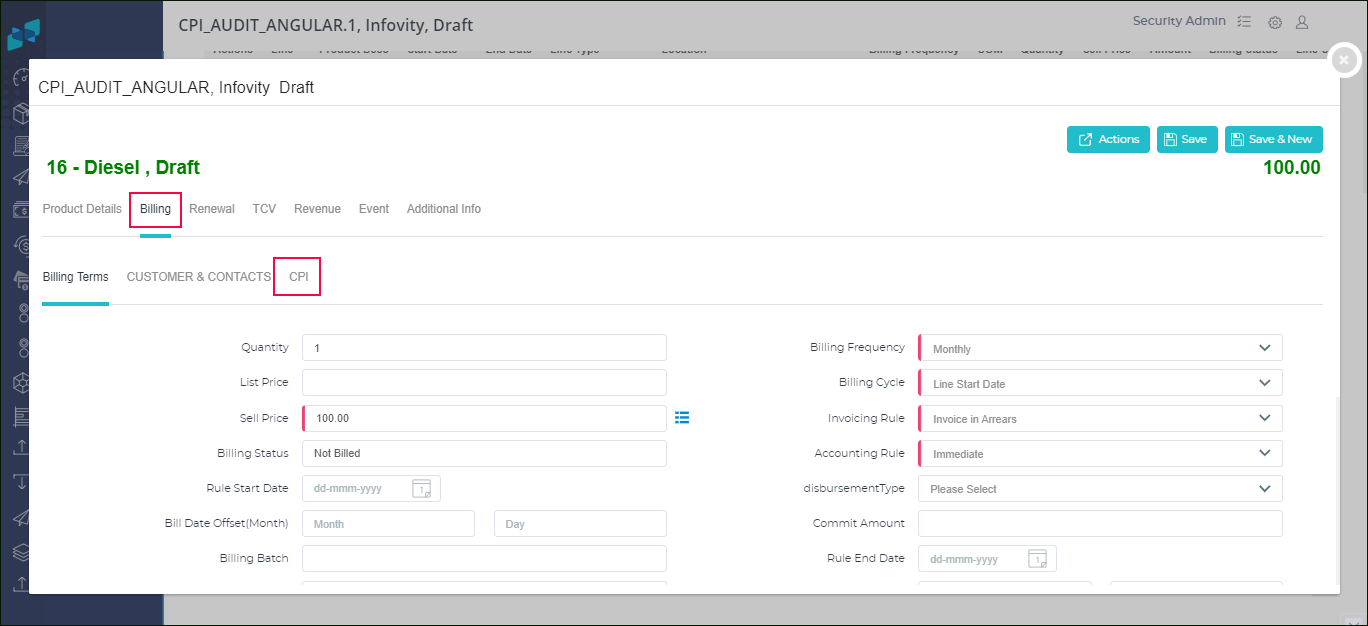 CPI_AUDIT_ANGULAR.1, Infovity, Draft
Security Admin
CPI_AUDIT_ANGULAR, Infovity Draft
Actions
Save
Save & New
16 - Diesel , Draft
100.00
Product Details
Billing
Renewal
TCV
Revenue
Event
Additional Info
Billing Terms
CUSTOMER & CONTACTS
CPI
Quantity
1
Billing Frequency
Monthly
List Price
Billing Cycle
Line Start Date
Sell Price
100.00
Invoicing Rule
Invoice in Arrears
Billing Status
Not Billed
Accounting Rule
Immediate
Rule Start Date
dd-mmm-yyyy
disbursementType
Please Select
Bill Date Offset(Month)
Month
Day
Commit Amount
Billing Batch
Rule End Date
dd-mmm-yyyy